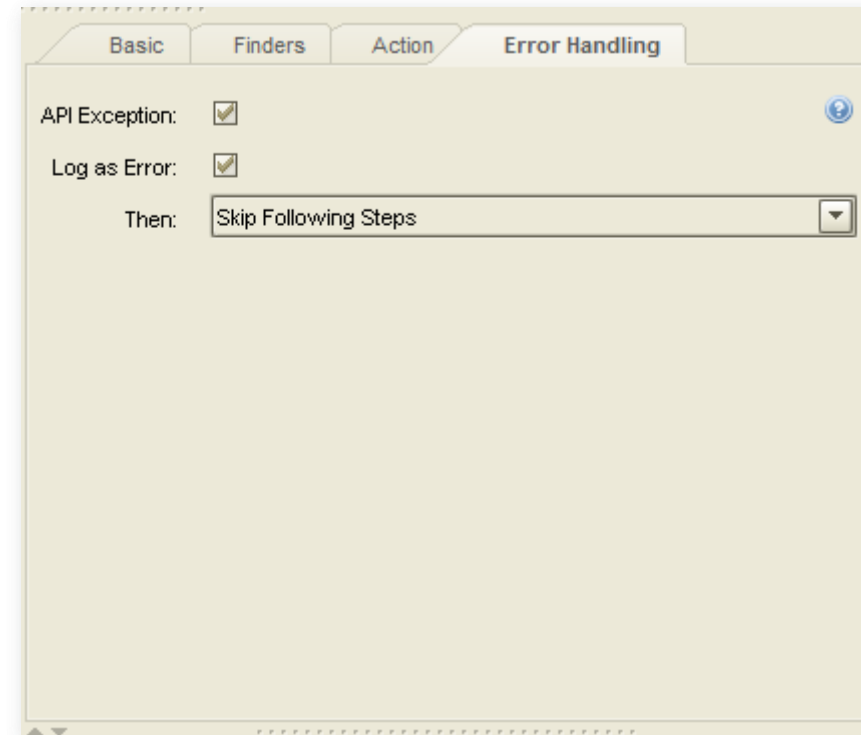 Basic Finders Action Error Handling
API Exception:
Log as Error:
Then: Skip Following Steps